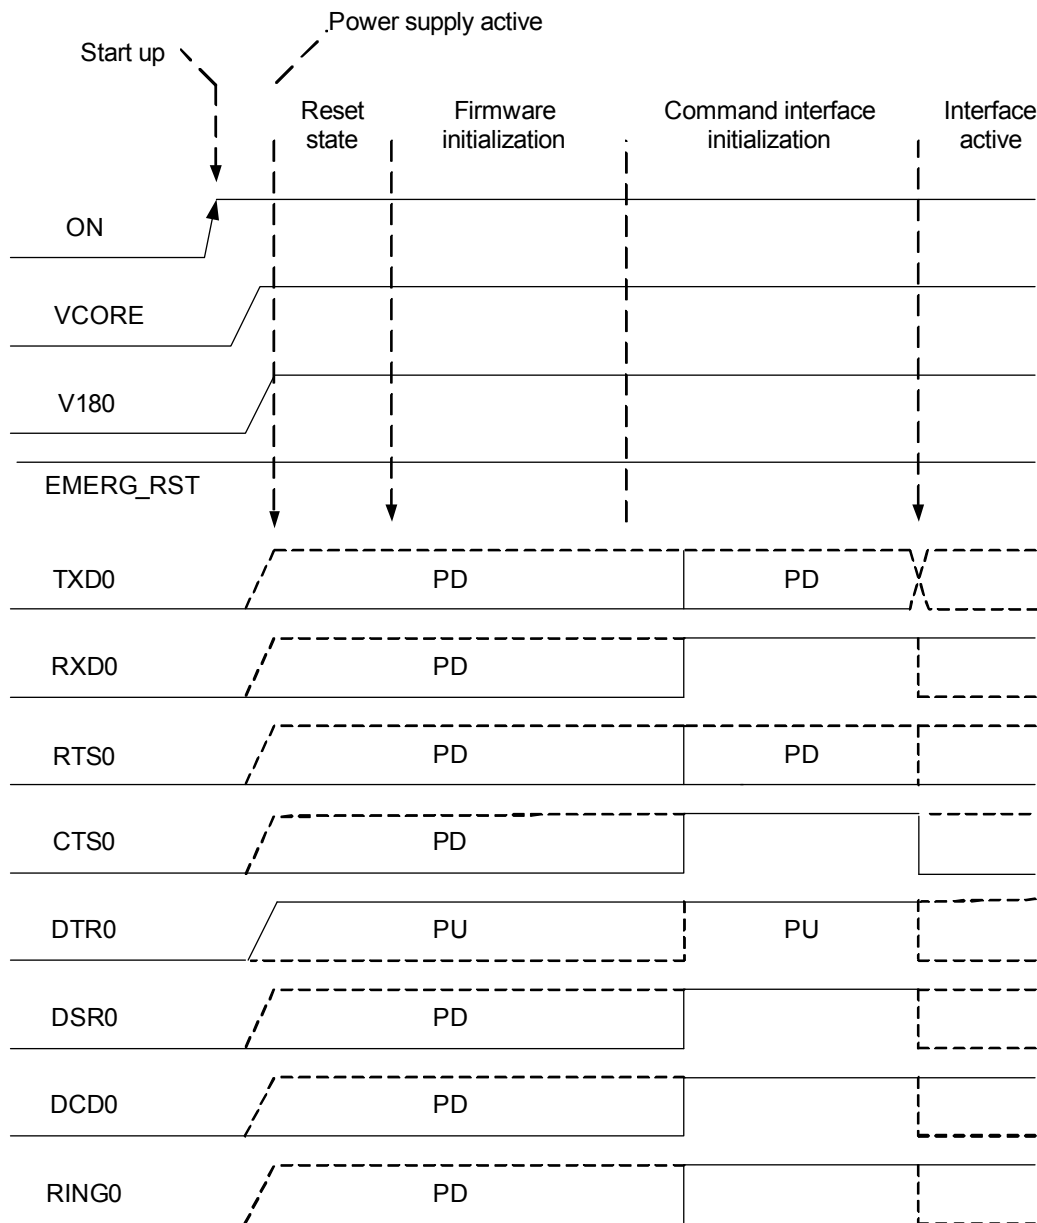 Power supply active
Start up
Reset
state
Firmware
initialization
Command interface
initialization
Interface
active
ON
VCORE
V180
EMERG_RST
TXD0
PD
PD
RXD0
PD
RTS0
PD
PD
CTS0
PD
DTR0
PU
PU
DSR0
PD
DCD0
PD
RING0
PD